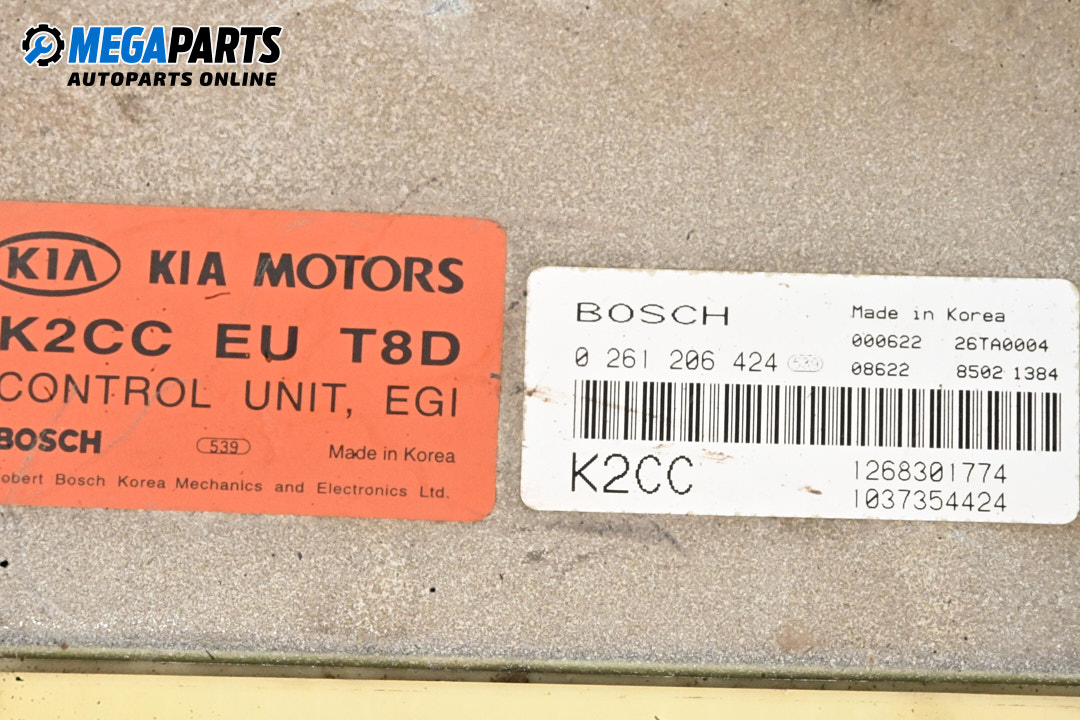 MEGAPARTS
AUTOPARTS ONLINE
KIA KIA MOTORS
K2CC EU T8D
CONTROL UNIT, EGI
BOSCH 539 Made in Korea
obert Bosch Korea Mechanics and Electronics Ltd.
BOSCH Made in Korea
000622 26TA0004
0 261 206 424 539
08622 8502 1384
K2CC 1268301774
1037354424